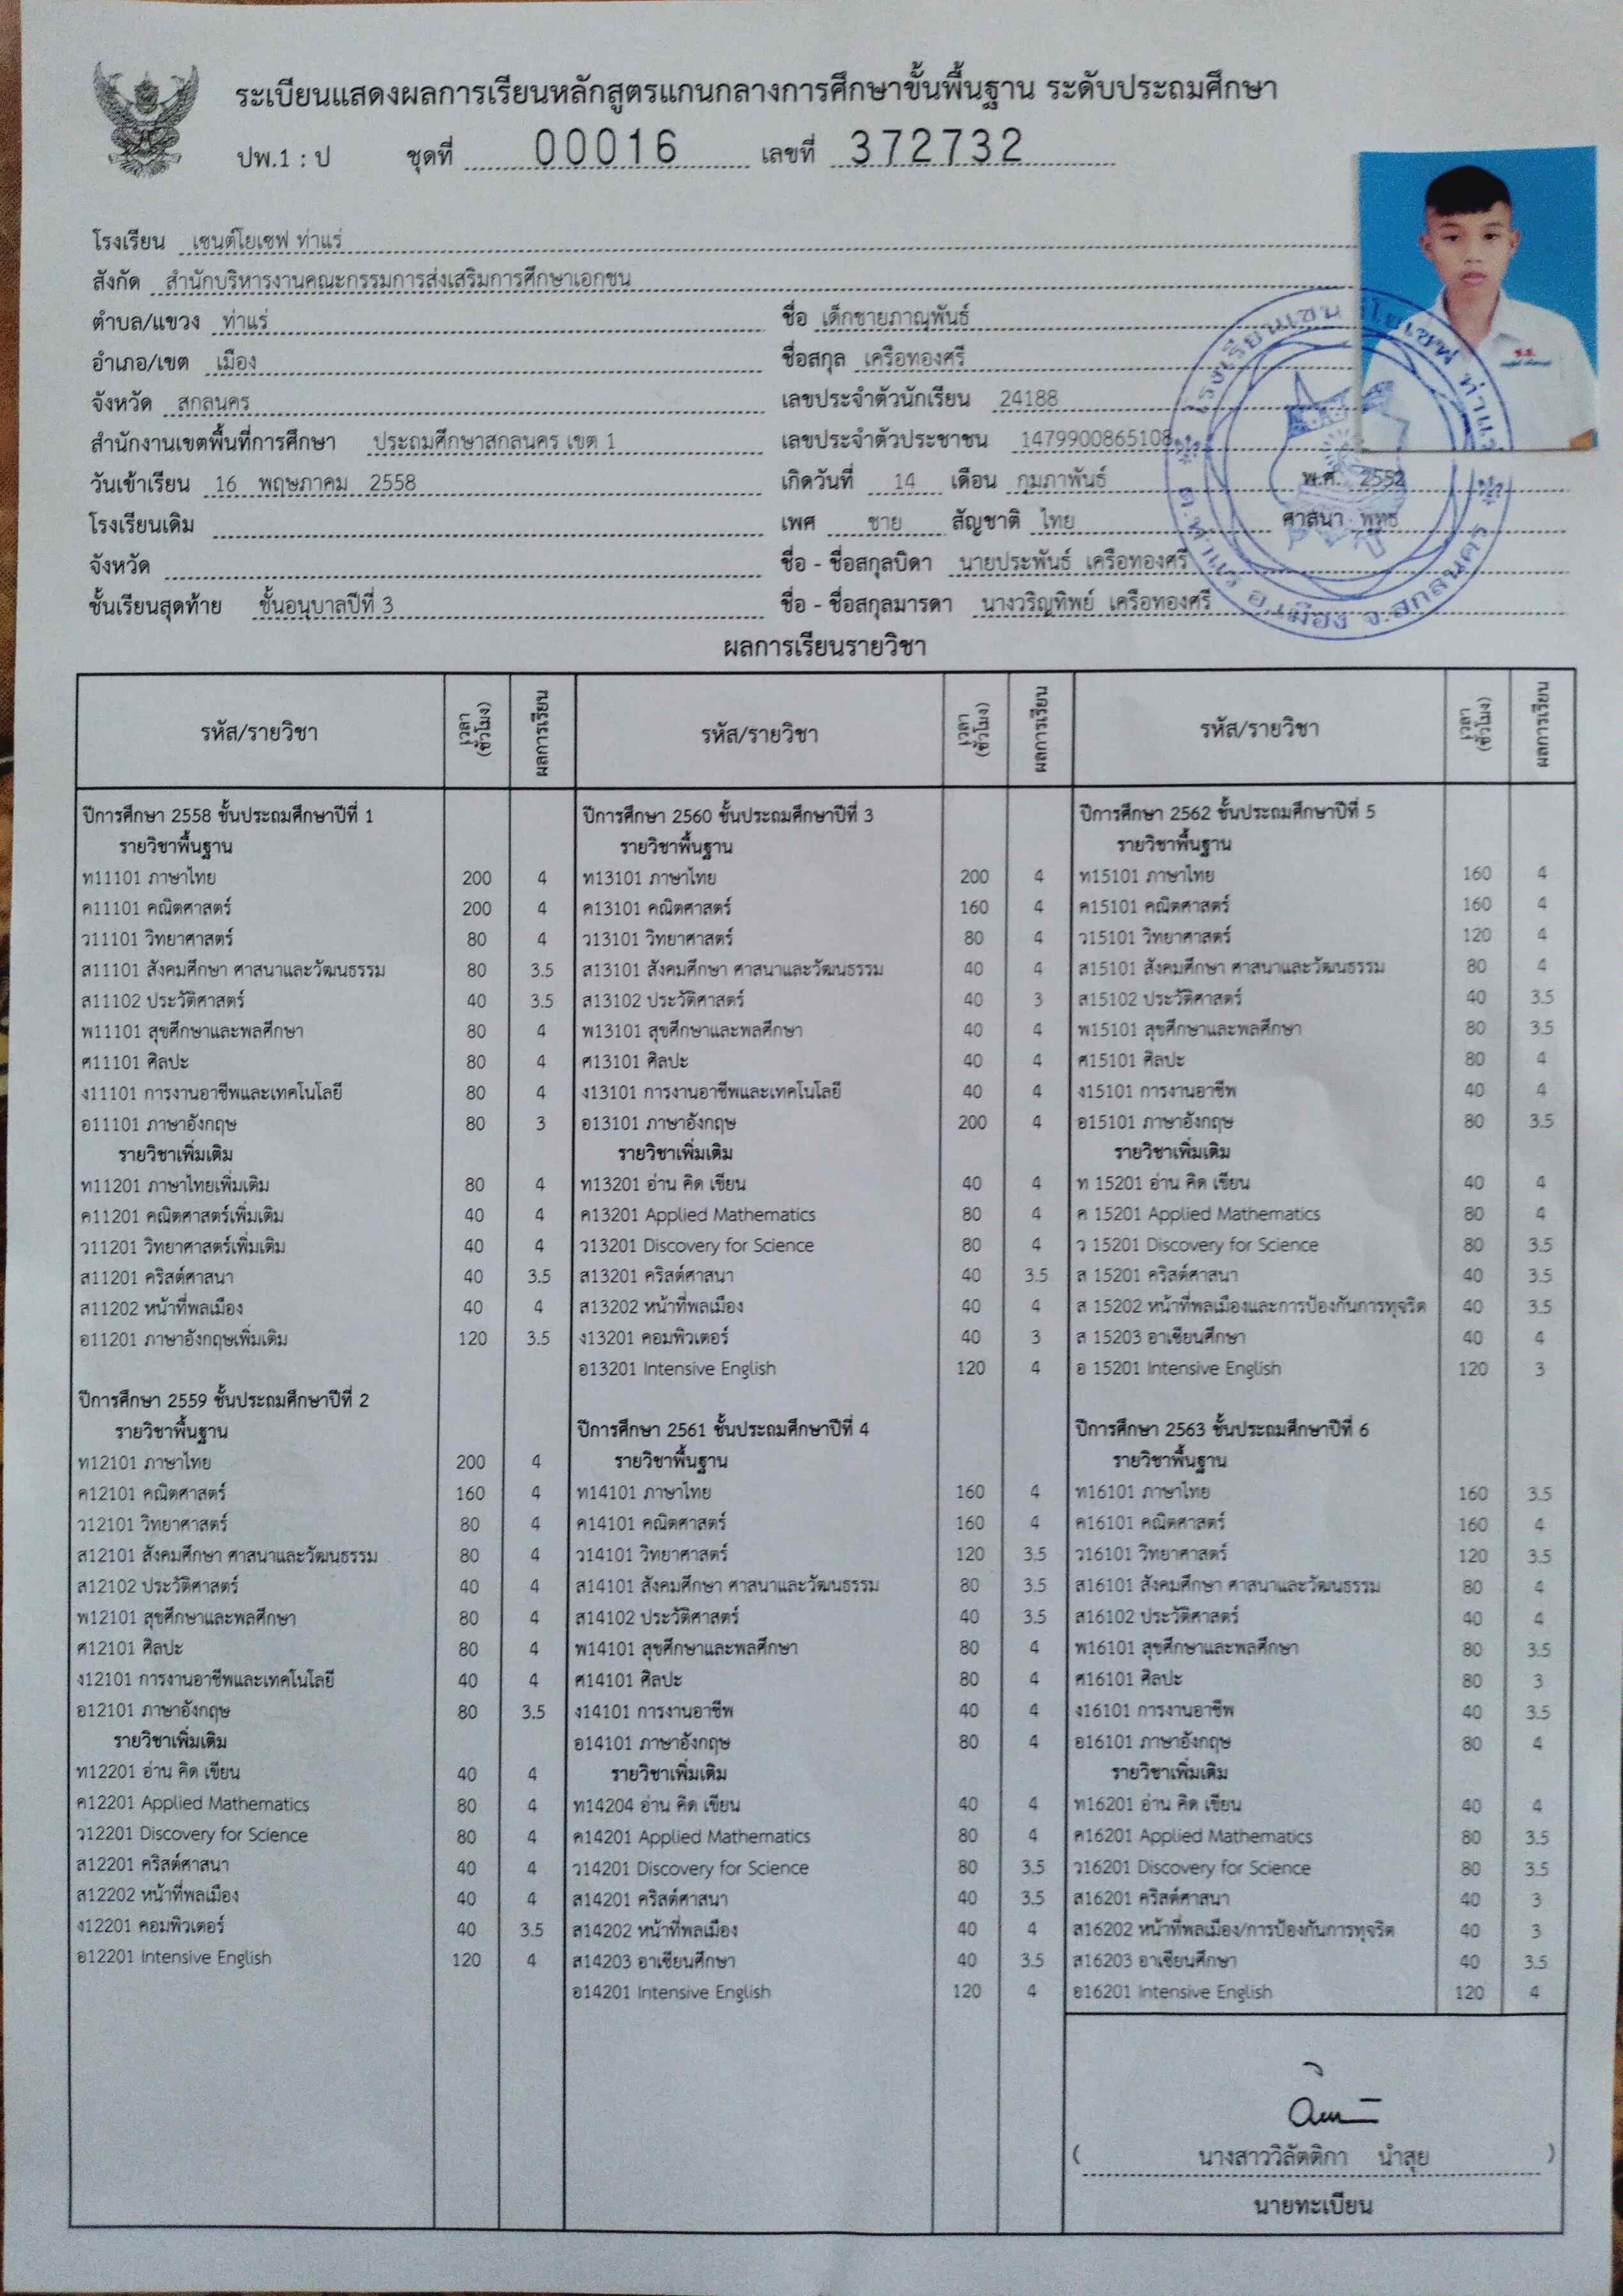 ระเบียนแสดงผลการเรียนหลักสูตรแกนกลางการศึกษาขั้นพื้นฐาน ระดับประถมศึกษา
ปพ.1 : ป ชุดที่ 00016 เลขที่ 372732
โรงเรียน เซนต์โยเซฟ ท่าแร่
สังกัด สำนักบริหารงานคณะกรรมการส่งเสริมการศึกษาเอกชน
ตำบล/แขวง ท่าแร่
อำเภอ/เขต เมือง
จังหวัด สกลนคร
สำนักงานเขตพื้นที่การศึกษา ประถมศึกษาสกลนคร เขต 1
วันเข้าเรียน 16 พฤษภาคม 2558
โรงเรียนเดิม
จังหวัด
ชั้นเรียนสุดท้าย ชั้นอนุบาลปีที่ 3
ชื่อ เด็กชายภาณุพันธ์
ชื่อสกุล เครือทองศรี
เลขประจำตัวนักเรียน 24188
เลขประจำตัวประชาชน 1479900865108
เกิดวันที่ 14 เดือน กุมภาพันธ์ พ.ศ. 2552
เพศ ชาย สัญชาติ ไทย ศาสนา พุทธ
ชื่อ - ชื่อสกุลบิดา นายประพันธ์ เครือทองศรี
ชื่อ - ชื่อสกุลมารดา นางวริญทิพย์ เครือทองศรี
โรงเรียนเซนต์โยเซฟ ท่าแร่
ต.ท่าแร่ อ.เมือง จ.สกลนคร
ผลการเรียนรายวิชา
รหัส/รายวิชา เวลา (ชั่วโมง) ผลการเรียน
ปีการศึกษา 2558 ชั้นประถมศึกษาปีที่ 1
รายวิชาพื้นฐาน
ท11101 ภาษาไทย 200 4
ค11101 คณิตศาสตร์ 200 4
ว11101 วิทยาศาสตร์ 80 4
ส11101 สังคมศึกษา ศาสนาและวัฒนธรรม 80 3.5
ส11102 ประวัติศาสตร์ 40 3.5
พ11101 สุขศึกษาและพลศึกษา 80 4
ศ11101 ศิลปะ 80 4
ง11101 การงานอาชีพและเทคโนโลยี 80 4
อ11101 ภาษาอังกฤษ 80 3
รายวิชาเพิ่มเติม
ท11201 ภาษาไทยเพิ่มเติม 80 4
ค11201 คณิตศาสตร์เพิ่มเติม 40 4
ว11201 วิทยาศาสตร์เพิ่มเติม 40 4
ส11201 คริสต์ศาสนา 40 3.5
ส11202 หน้าที่พลเมือง 40 4
อ11201 ภาษาอังกฤษเพิ่มเติม 120 3.5
ปีการศึกษา 2559 ชั้นประถมศึกษาปีที่ 2
รายวิชาพื้นฐาน
ท12101 ภาษาไทย 200 4
ค12101 คณิตศาสตร์ 160 4
ว12101 วิทยาศาสตร์ 80 4
ส12101 สังคมศึกษา ศาสนาและวัฒนธรรม 80 4
ส12102 ประวัติศาสตร์ 40 4
พ12101 สุขศึกษาและพลศึกษา 80 4
ศ12101 ศิลปะ 80 4
ง12101 การงานอาชีพและเทคโนโลยี 40 4
อ12101 ภาษาอังกฤษ 80 3.5
รายวิชาเพิ่มเติม
ท12201 อ่าน คิด เขียน 40 4
ค12201 Applied Mathematics 80 4
ว12201 Discovery for Science 80 4
ส12201 คริสต์ศาสนา 40 4
ส12202 หน้าที่พลเมือง 40 4
ง12201 คอมพิวเตอร์ 40 3.5
อ12201 Intensive English 120 4
รหัส/รายวิชา เวลา (ชั่วโมง) ผลการเรียน
ปีการศึกษา 2560 ชั้นประถมศึกษาปีที่ 3
รายวิชาพื้นฐาน
ท13101 ภาษาไทย 200 4
ค13101 คณิตศาสตร์ 160 4
ว13101 วิทยาศาสตร์ 80 4
ส13101 สังคมศึกษา ศาสนาและวัฒนธรรม 40 4
ส13102 ประวัติศาสตร์ 40 3
พ13101 สุขศึกษาและพลศึกษา 40 4
ศ13101 ศิลปะ 40 4
ง13101 การงานอาชีพและเทคโนโลยี 40 4
อ13101 ภาษาอังกฤษ 200 4
รายวิชาเพิ่มเติม
ท13201 อ่าน คิด เขียน 40 4
ค13201 Applied Mathematics 80 4
ว13201 Discovery for Science 80 4
ส13201 คริสต์ศาสนา 40 3.5
ส13202 หน้าที่พลเมือง 40 4
ง13201 คอมพิวเตอร์ 40 3
อ13201 Intensive English 120 4
ปีการศึกษา 2561 ชั้นประถมศึกษาปีที่ 4
รายวิชาพื้นฐาน
ท14101 ภาษาไทย 160 4
ค14101 คณิตศาสตร์ 160 4
ว14101 วิทยาศาสตร์ 120 3.5
ส14101 สังคมศึกษา ศาสนาและวัฒนธรรม 80 3.5
ส14102 ประวัติศาสตร์ 40 3.5
พ14101 สุขศึกษาและพลศึกษา 80 4
ศ14101 ศิลปะ 80 4
ง14101 การงานอาชีพ 40 4
อ14101 ภาษาอังกฤษ 80 4
รายวิชาเพิ่มเติม
ท14204 อ่าน คิด เขียน 40 4
ค14201 Applied Mathematics 80 4
ว14201 Discovery for Science 80 3.5
ส14201 คริสต์ศาสนา 40 3.5
ส14202 หน้าที่พลเมือง 40 4
ส14203 อาเซียนศึกษา 40 3.5
อ14201 Intensive English 120 4
รหัส/รายวิชา เวลา (ชั่วโมง) ผลการเรียน
ปีการศึกษา 2562 ชั้นประถมศึกษาปีที่ 5
รายวิชาพื้นฐาน
ท15101 ภาษาไทย 160 4
ค15101 คณิตศาสตร์ 160 4
ว15101 วิทยาศาสตร์ 120 4
ส15101 สังคมศึกษา ศาสนาและวัฒนธรรม 80 4
ส15102 ประวัติศาสตร์ 40 3.5
พ15101 สุขศึกษาและพลศึกษา 80 3.5
ศ15101 ศิลปะ 80 4
ง15101 การงานอาชีพ 40 4
อ15101 ภาษาอังกฤษ 80 3.5
รายวิชาเพิ่มเติม
ท 15201 อ่าน คิด เขียน 40 4
ค 15201 Applied Mathematics 80 4
ว 15201 Discovery for Science 80 3.5
ส 15201 คริสต์ศาสนา 40 3.5
ส 15202 หน้าที่พลเมืองและการป้องกันการทุจริต 40 3.5
ส 15203 อาเซียนศึกษา 40 4
อ 15201 Intensive English 120 3
ปีการศึกษา 2563 ชั้นประถมศึกษาปีที่ 6
รายวิชาพื้นฐาน
ท16101 ภาษาไทย 160 3.5
ค16101 คณิตศาสตร์ 160 4
ว16101 วิทยาศาสตร์ 120 3.5
ส16101 สังคมศึกษา ศาสนาและวัฒนธรรม 80 4
ส16102 ประวัติศาสตร์ 40 4
พ16101 สุขศึกษาและพลศึกษา 80 3.5
ศ16101 ศิลปะ 80 3
ง16101 การงานอาชีพ 40 3.5
อ16101 ภาษาอังกฤษ 80 4
รายวิชาเพิ่มเติม
ท16201 อ่าน คิด เขียน 40 4
ค16201 Applied Mathematics 80 3.5
ว16201 Discovery for Science 80 3.5
ส16201 คริสต์ศาสนา 40 3
ส16202 หน้าที่พลเมือง/การป้องกันการทุจริต 40 3
ส16203 อาเซียนศึกษา 40 3.5
อ16201 Intensive English 120 4
( นางสาววิลัตติกา นำสุย )
นายทะเบียน